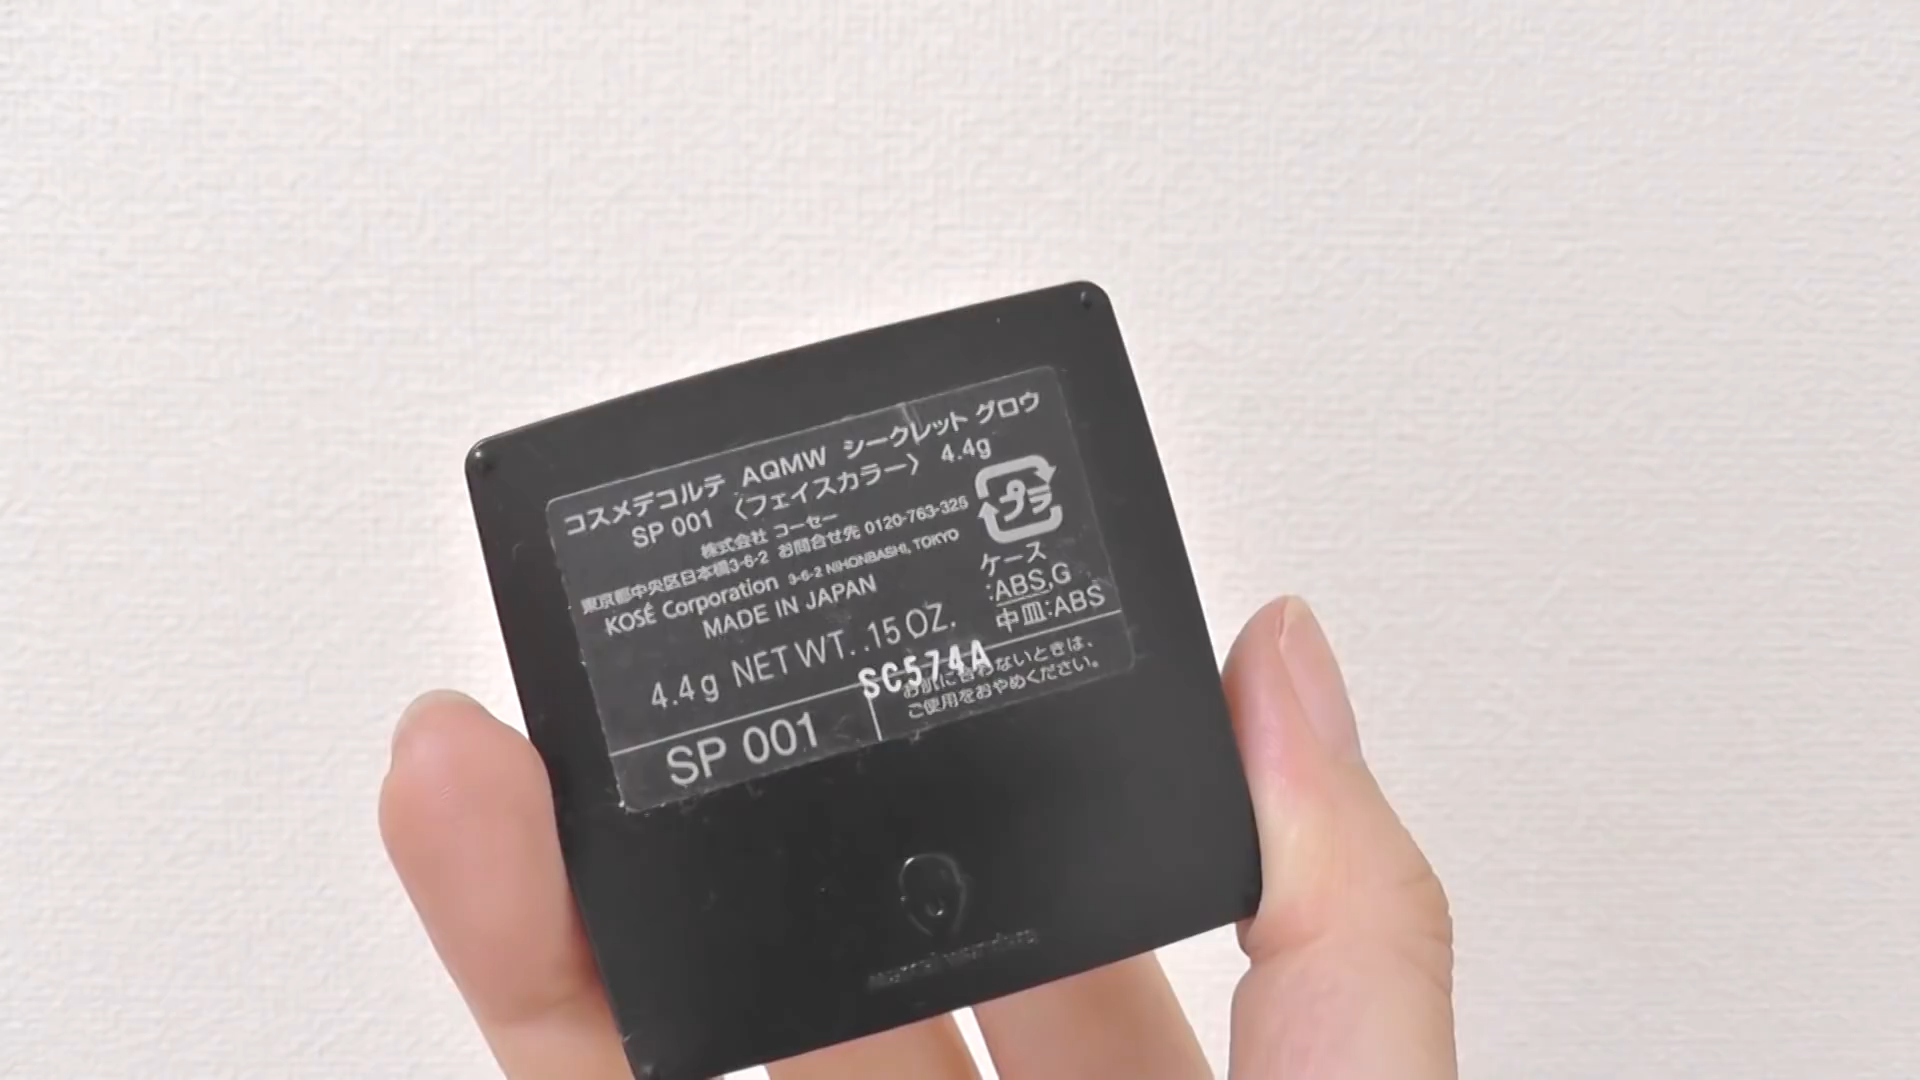 コスメデコルテ AQMW シークレット グロウ
SP 001 〈フェイスカラー〉 4.4g
株式会社 コーセー
東京都中央区日本橋3-6-2 お問合せ先 0120-763-325
KOSÉ Corporation 3-6-2 NIHONBASHI, TOKYO
MADE IN JAPAN
プラ
ケース
:ABS,G
中皿:ABS
4.4g NET WT. .15 OZ.
SC574A
お肌に合わないときは、
ご使用をおやめください。
SP 001